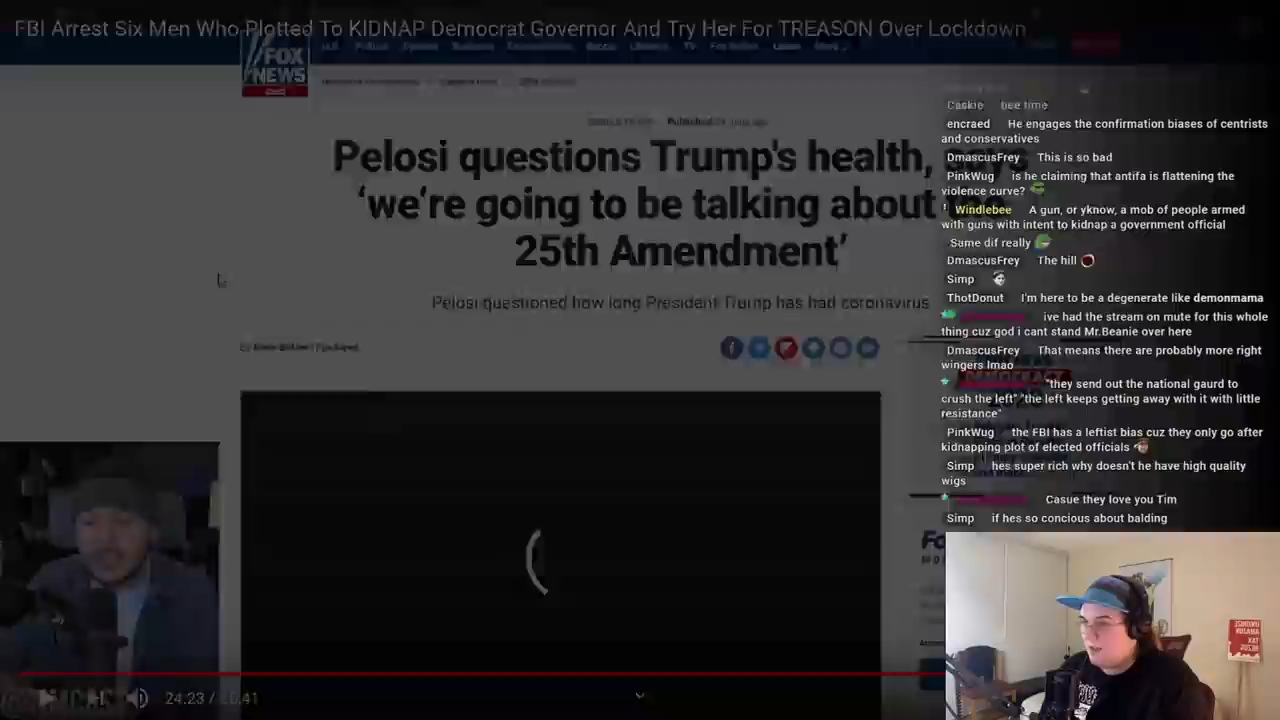 FBI Arrest Six Men Who Plotted To KIDNAP Democrat Governor And Try Her For TREASON Over Lockdown
FOX
NEWS
Published
Pelosi questions Trump's health, says
‘we’re going to be talking about
25th Amendment’
Pelosi questioned how long President Trump has had coronavirus
24:23
Caskie bee time
encraed He engages the confirmation biases of centrists
and conservatives
DmascusFrey This is so bad
PinkWug is he claiming that antifa is flattening the
violence curve?
Windlebee A gun, or yknow, a mob of people armed
with guns with intent to kidnap a government official
Same dif really
DmascusFrey The hill
Simp
ThotDonut I'm here to be a degenerate like demonmama
ive had the stream on mute for this whole
thing cuz god i cant stand Mr.Beanie over here
DmascusFrey That means there are probably more right
wingers lmao
"they send out the national gaurd to
crush the left" "the left keeps getting away with it with little
resistance"
PinkWug the FBI has a leftist bias cuz they only go after
kidnapping plot of elected officials
Simp hes super rich why doesn't he have high quality
wigs
Casue they love you Tim
Simp if hes so concious about balding